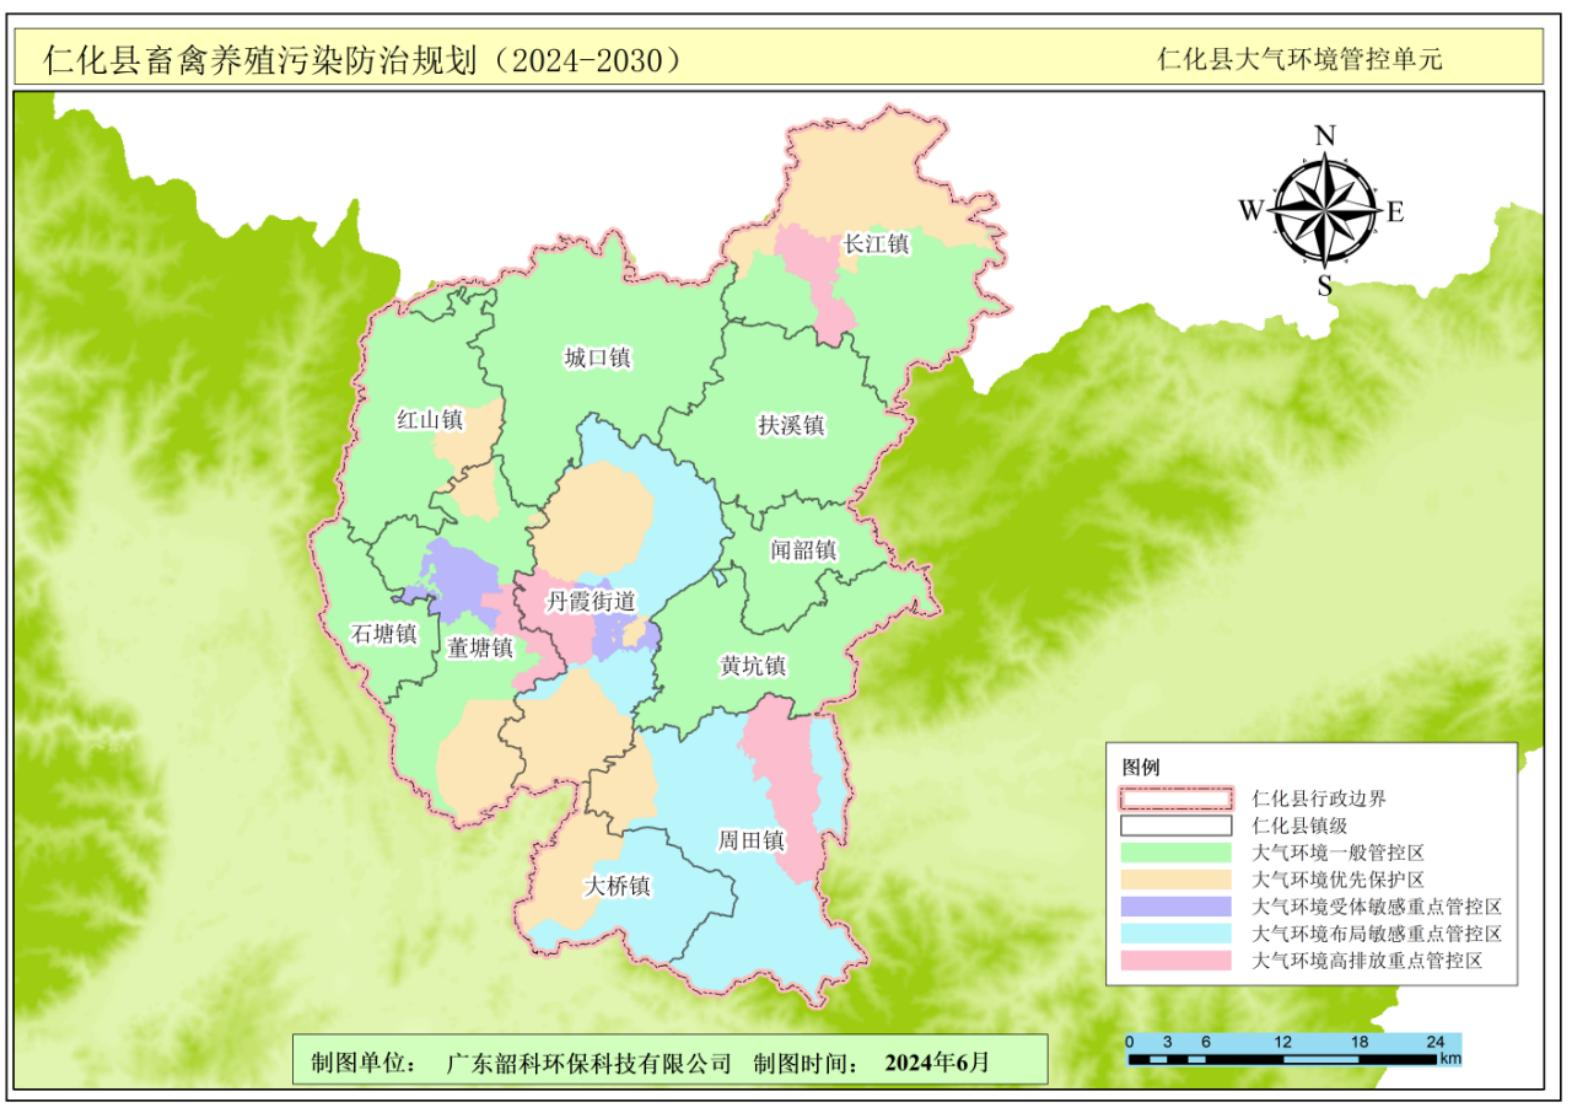 仁化县畜禽养殖污染防治规划（2024-2030）
仁化县大气环境管控单元
N
W E
S
长江镇
城口镇
红山镇
扶溪镇
闻韶镇
丹霞街道
石塘镇
董塘镇
黄坑镇
周田镇
大桥镇
图例
仁化县行政边界
仁化县镇级
大气环境一般管控区
大气环境优先保护区
大气环境受体敏感重点管控区
大气环境布局敏感重点管控区
大气环境高排放重点管控区
0 3 6 12 18 24
km
制图单位： 广东韶科环保科技有限公司 制图时间： 2024年6月